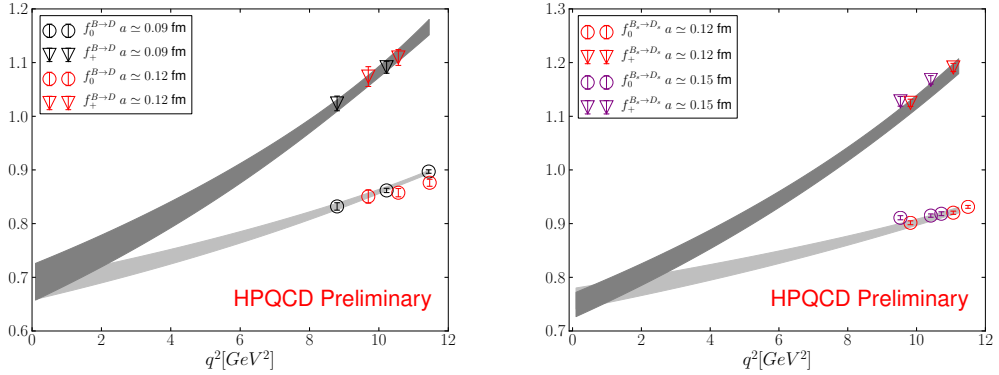 1.2
1.1
1.0
0.9
0.8
0.7
0.6
f_0^{B→D} a ≃ 0.09 fm
f_+^{B→D} a ≃ 0.09 fm
f_0^{B→D} a ≃ 0.12 fm
f_+^{B→D} a ≃ 0.12 fm
HPQCD Preliminary
0 2 4 6 8 10 12
q^2[GeV^2]
1.3
1.2
1.1
1.0
0.9
0.8
0.7
f_0^{B_s→D_s} a ≃ 0.12 fm
f_+^{B_s→D_s} a ≃ 0.12 fm
f_0^{B_s→D_s} a ≃ 0.15 fm
f_+^{B_s→D_s} a ≃ 0.15 fm
HPQCD Preliminary
0 2 4 6 8 10 12
q^2[GeV^2]